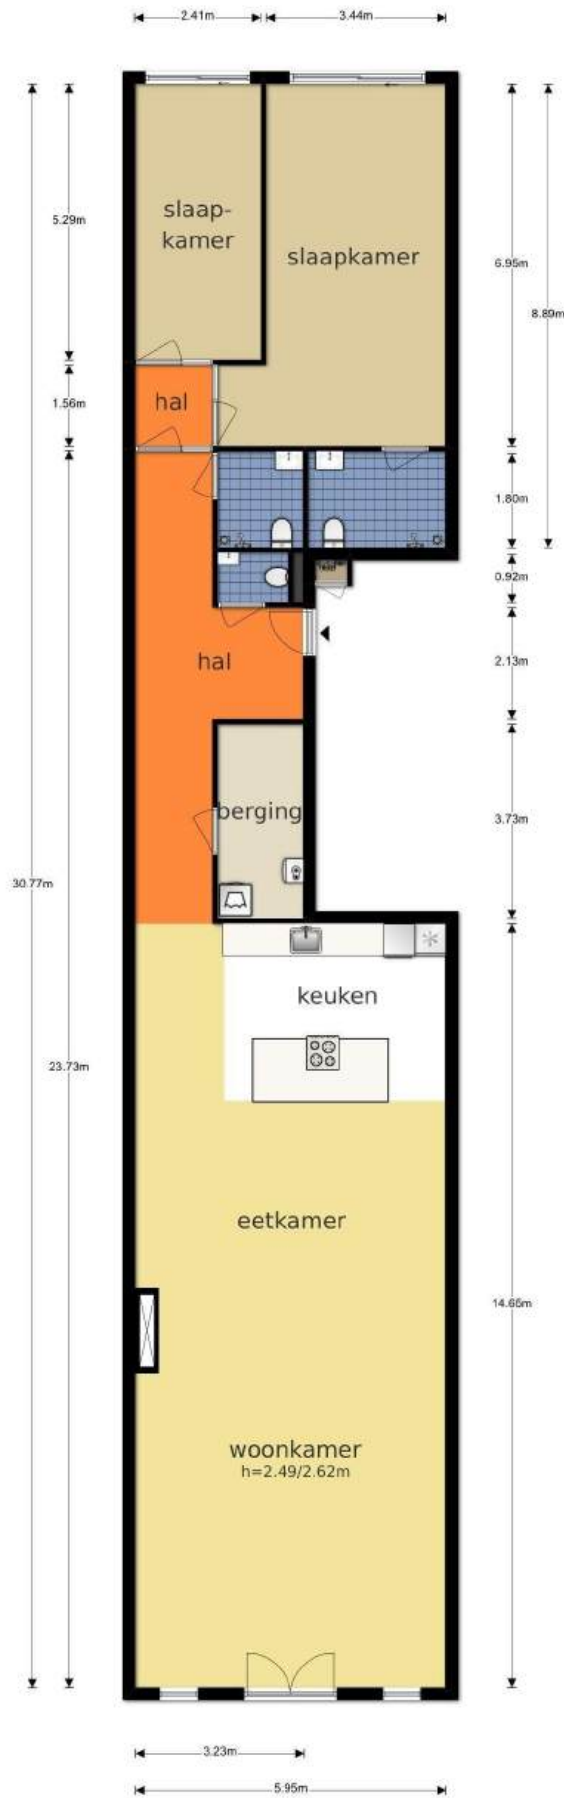 2.41m
3.44m
slaap-
kamer
slaapkamer
5.29m
6.95m
8.89m
hal
1.56m
1.80m
0.92m
hal
2.13m
berging
3.73m
30.77m
keuken
23.73m
eetkamer
14.65m
woonkamer
h=2.49/2.62m
3.23m
5.95m